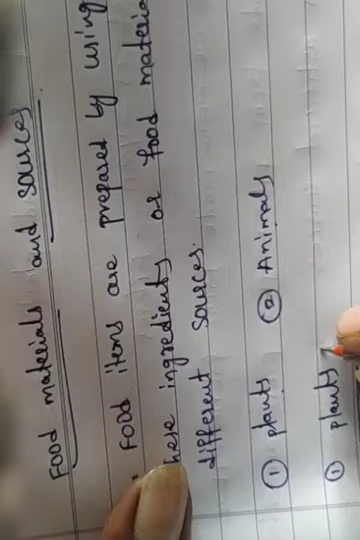 Food materials and sources
Food items are prepared by using
ingredients or food
different sources.
① plants ② Animals
① plants